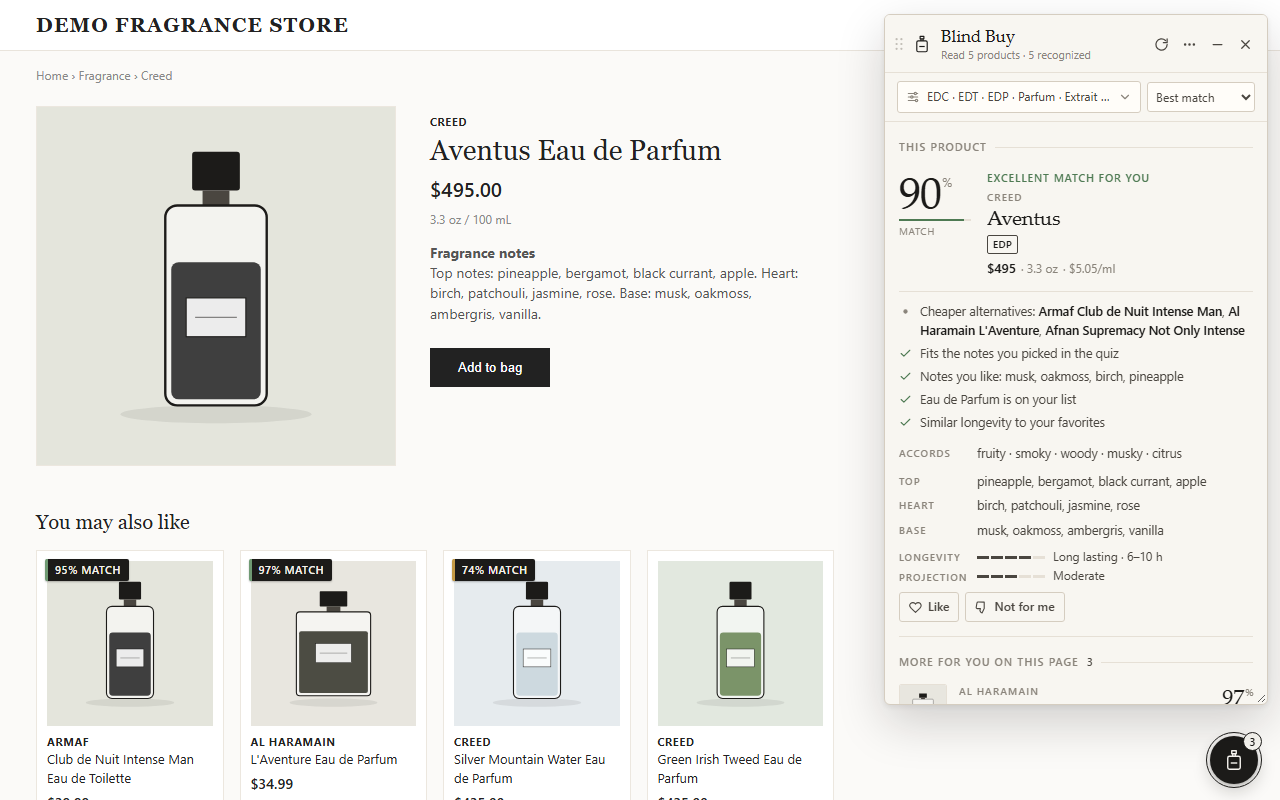 DEMO FRAGRANCE STORE
Home › Fragrance › Creed
CREED
Aventus Eau de Parfum
$495.00
3.3 oz / 100 mL
Fragrance notes
Top notes: pineapple, bergamot, black currant, apple. Heart:
birch, patchouli, jasmine, rose. Base: musk, oakmoss,
ambergris, vanilla.
Add to bag
You may also like
95% MATCH
ARMAF
Club de Nuit Intense Man
Eau de Toilette
97% MATCH
AL HARAMAIN
L'Aventure Eau de Parfum
$34.99
74% MATCH
CREED
Silver Mountain Water Eau
de Parfum
CREED
Green Irish Tweed Eau de
Parfum
Blind Buy
Read 5 products · 5 recognized
EDC · EDT · EDP · Parfum · Extrait ...
Best match
THIS PRODUCT
90%
MATCH
EXCELLENT MATCH FOR YOU
CREED
Aventus
EDP
$495 · 3.3 oz · $5.05/ml
Cheaper alternatives: Armaf Club de Nuit Intense Man, Al
Haramain L'Aventure, Afnan Supremacy Not Only Intense
Fits the notes you picked in the quiz
Notes you like: musk, oakmoss, birch, pineapple
Eau de Parfum is on your list
Similar longevity to your favorites
ACCORDS fruity · smoky · woody · musky · citrus
TOP pineapple, bergamot, black currant, apple
HEART birch, patchouli, jasmine, rose
BASE musk, oakmoss, ambergris, vanilla
LONGEVITY Long lasting · 6–10 h
PROJECTION Moderate
Like
Not for me
MORE FOR YOU ON THIS PAGE 3
AL HARAMAIN
97%
3